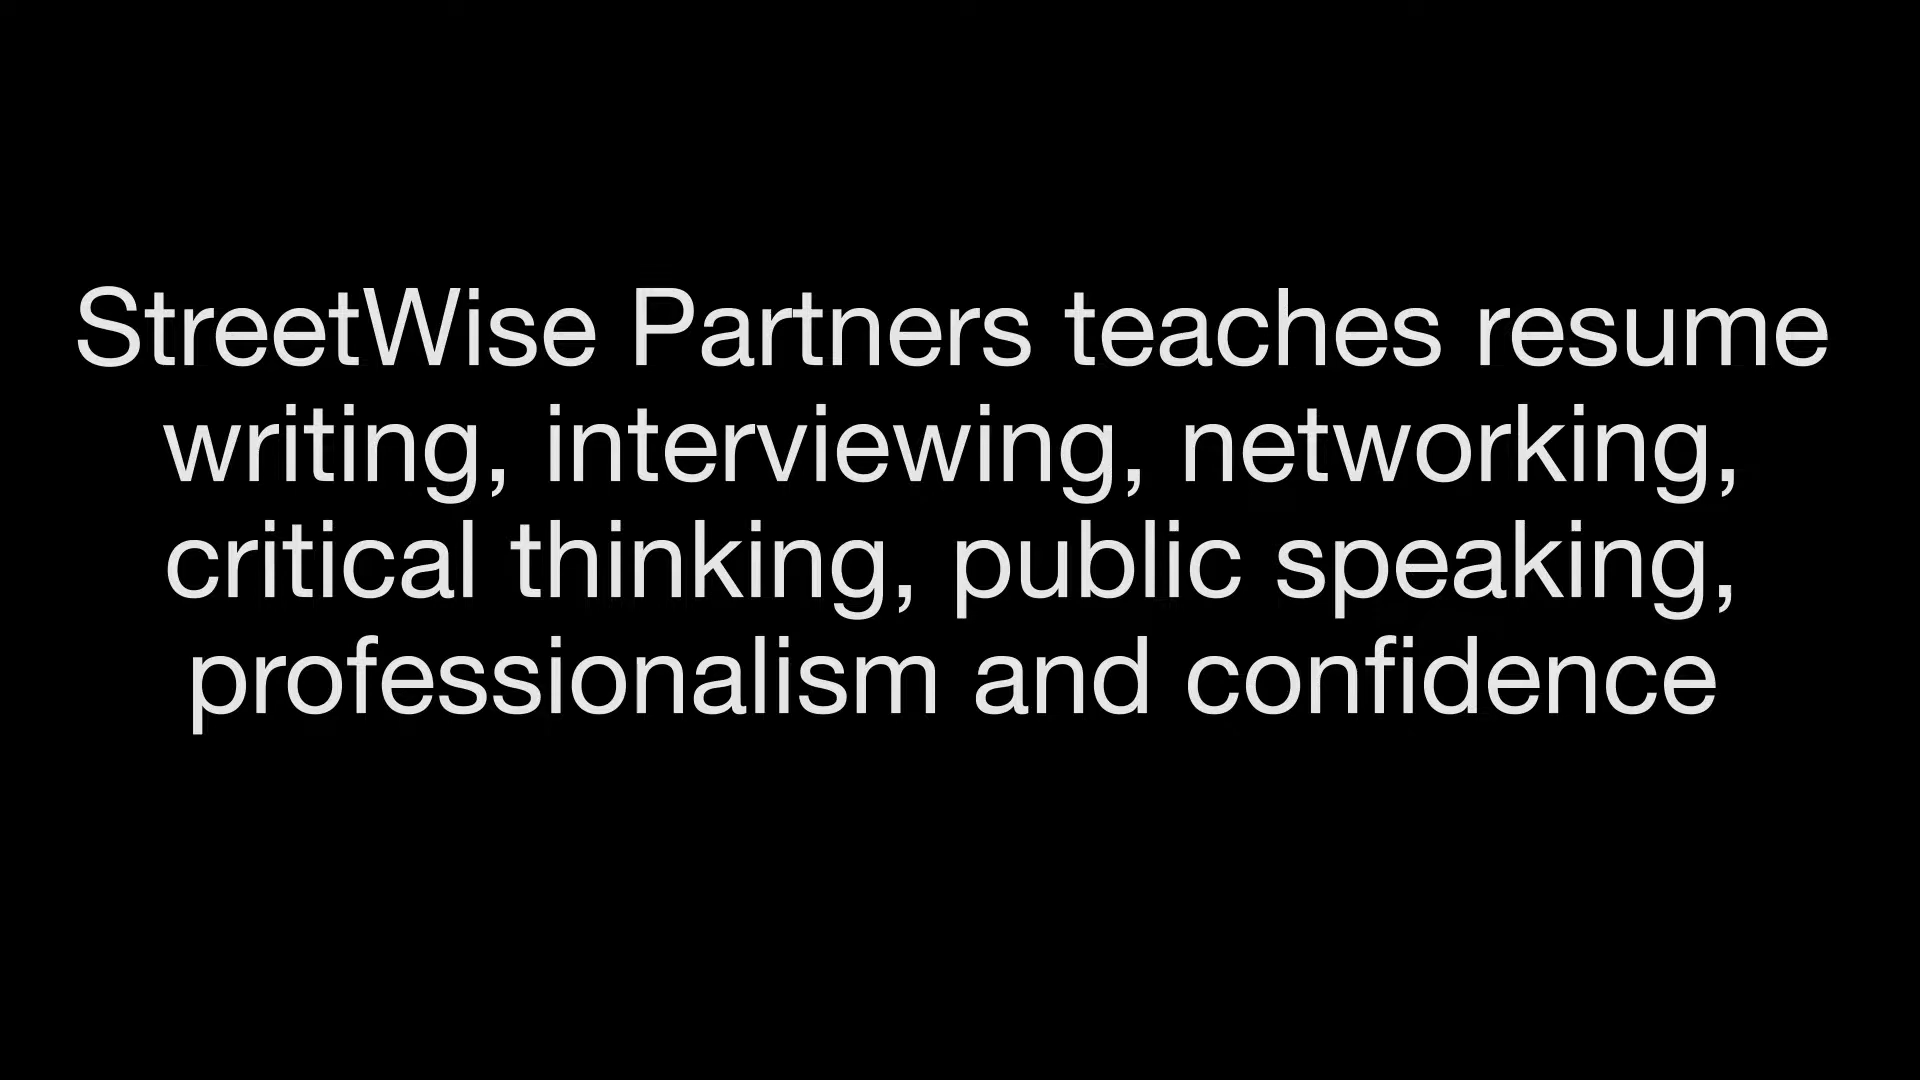 StreetWise Partners teaches resume
writing, interviewing, networking,
critical thinking, public speaking,
professionalism and confidence